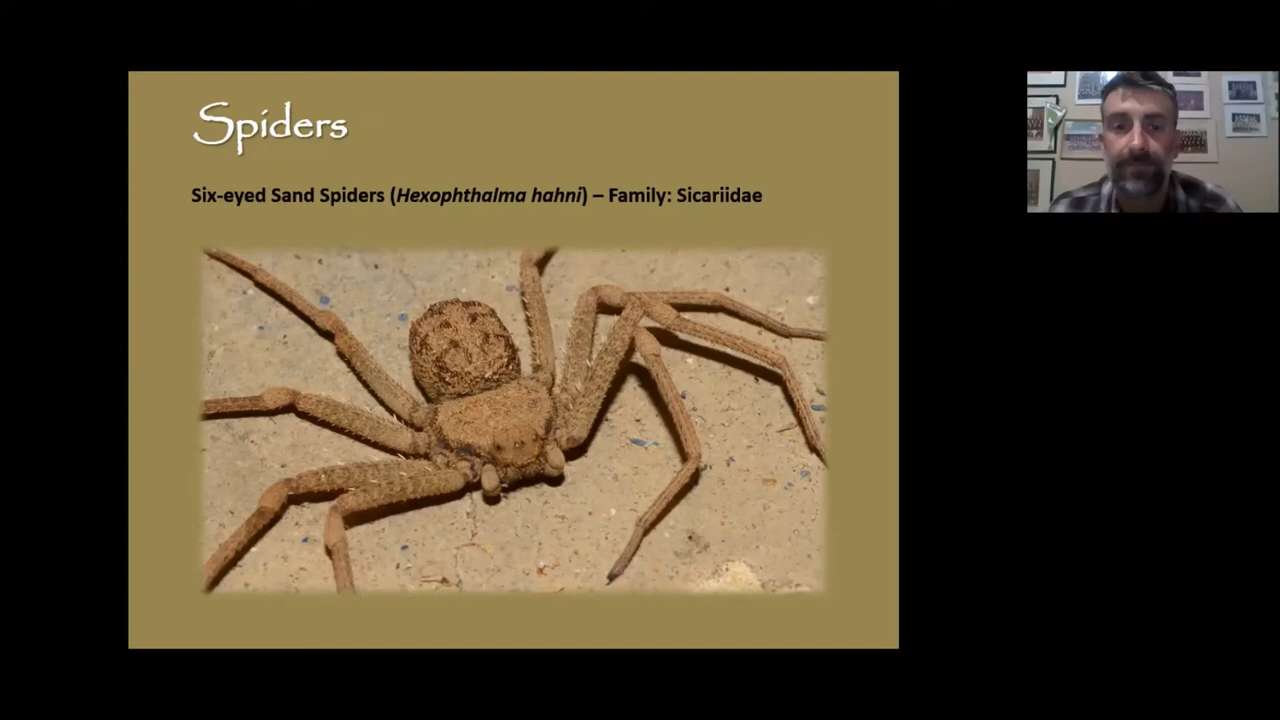 Spiders
Six-eyed Sand Spiders (Hexophthalma hahni) – Family: Sicariidae